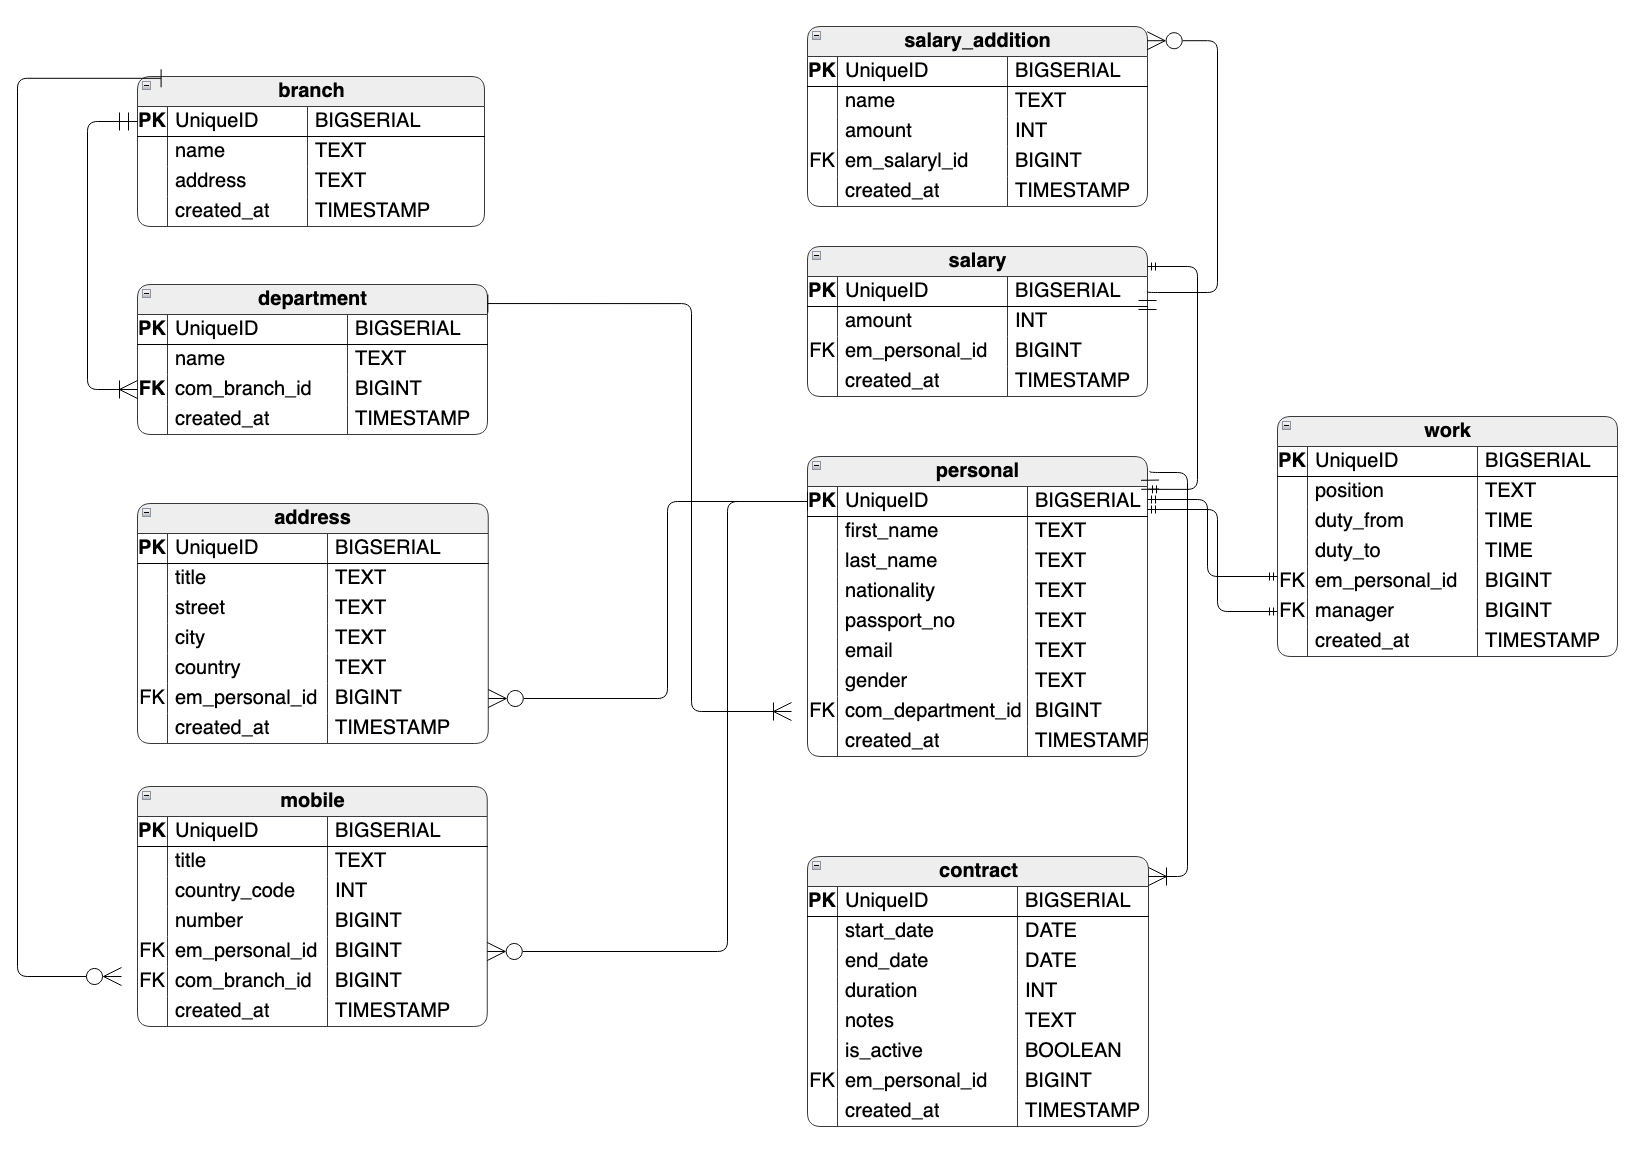 branch
PK UniqueID BIGSERIAL
name TEXT
address TEXT
created_at TIMESTAMP
department
PK UniqueID BIGSERIAL
name TEXT
FK com_branch_id BIGINT
created_at TIMESTAMP
address
PK UniqueID BIGSERIAL
title TEXT
street TEXT
city TEXT
country TEXT
FK em_personal_id BIGINT
created_at TIMESTAMP
mobile
PK UniqueID BIGSERIAL
title TEXT
country_code INT
number BIGINT
FK em_personal_id BIGINT
FK com_branch_id BIGINT
created_at TIMESTAMP
salary_addition
PK UniqueID BIGSERIAL
name TEXT
amount INT
FK em_salaryl_id BIGINT
created_at TIMESTAMP
salary
PK UniqueID BIGSERIAL
amount INT
FK em_personal_id BIGINT
created_at TIMESTAMP
personal
PK UniqueID BIGSERIAL
first_name TEXT
last_name TEXT
nationality TEXT
passport_no TEXT
email TEXT
gender TEXT
FK com_department_id BIGINT
created_at TIMESTAMP
contract
PK UniqueID BIGSERIAL
start_date DATE
end_date DATE
duration INT
notes TEXT
is_active BOOLEAN
FK em_personal_id BIGINT
created_at TIMESTAMP
work
PK UniqueID BIGSERIAL
position TEXT
duty_from TIME
duty_to TIME
FK em_personal_id BIGINT
FK manager BIGINT
created_at TIMESTAMP